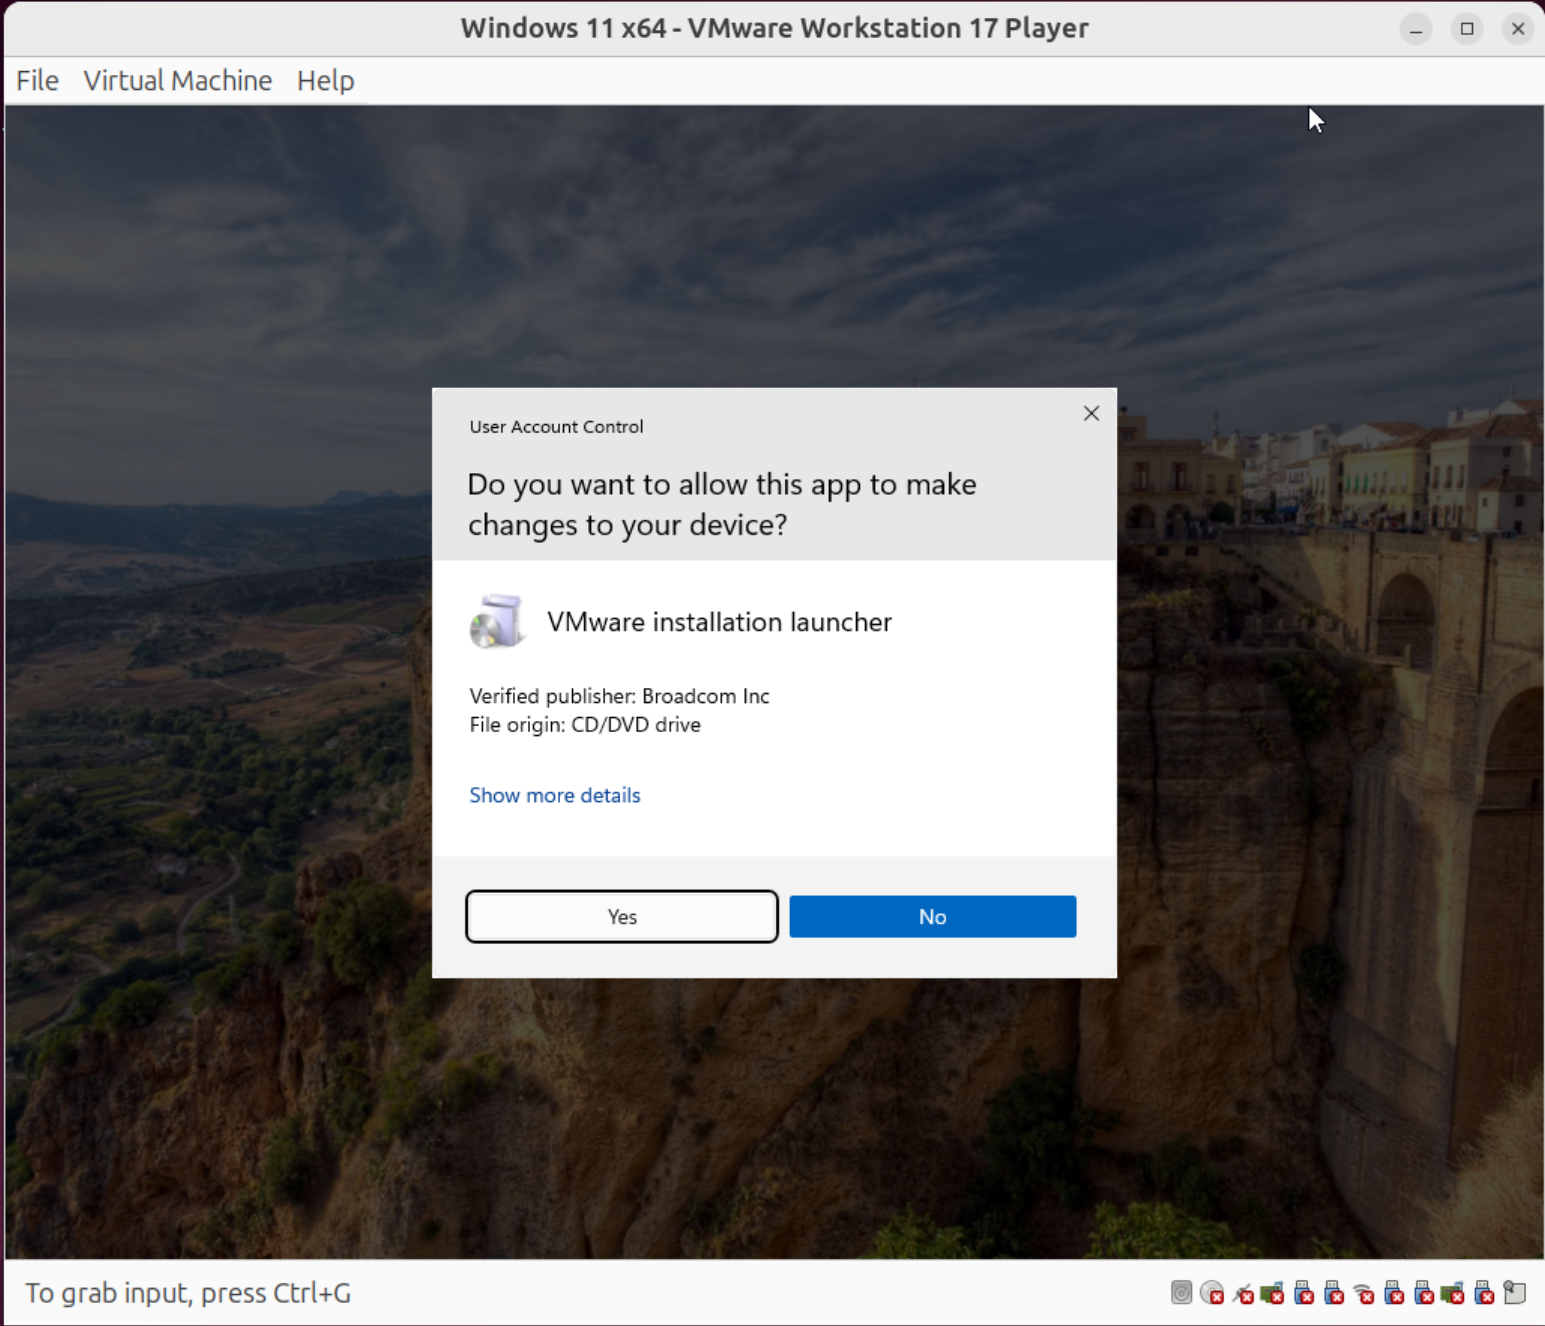 Windows 11 x64 - VMware Workstation 17 Player
File Virtual Machine Help
User Account Control
Do you want to allow this app to make
changes to your device?
VMware installation launcher
Verified publisher: Broadcom Inc
File origin: CD/DVD drive
Show more details
Yes No
To grab input, press Ctrl+G